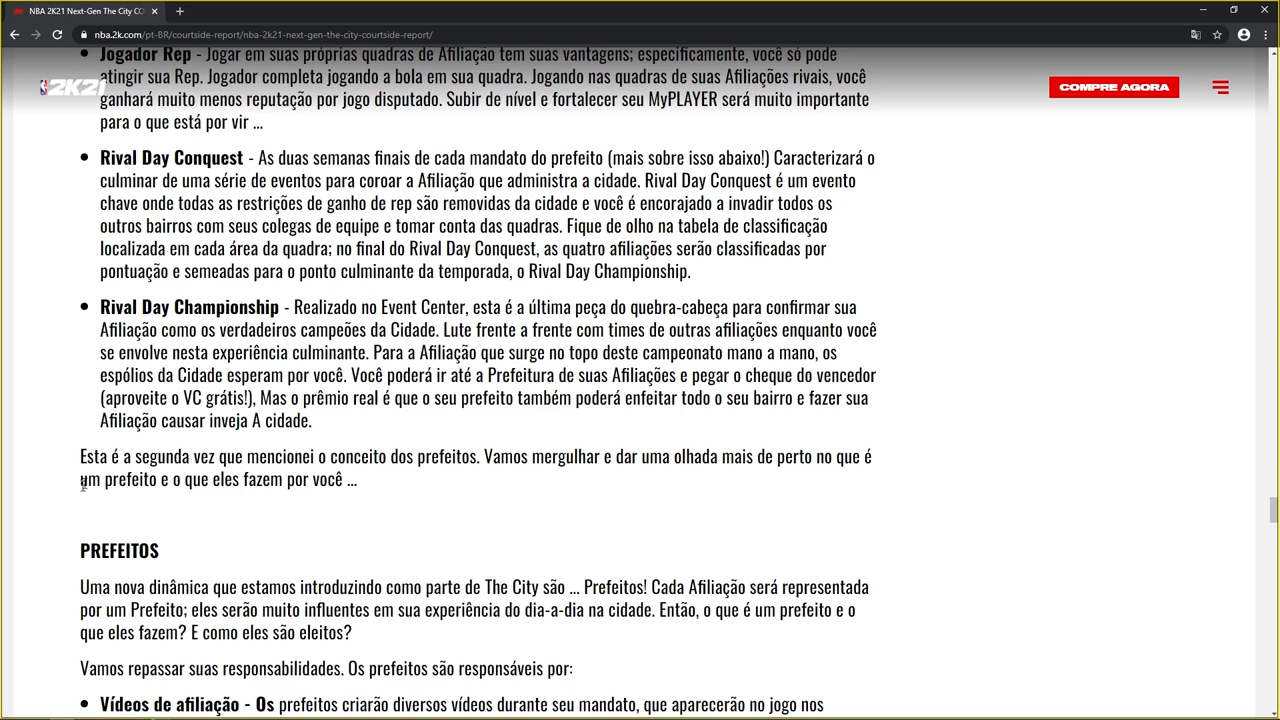 NBA 2K21 Next-Gen The City CO
nba.2k.com/pt-BR/courtside-report/nba-2k21-next-gen-the-city-courtside-report/
2K21
COMPRE AGORA
Jogador Rep - Jogar em suas próprias quadras de Afiliação tem suas vantagens; especificamente, você só pode
atingir sua Rep. Jogador completa jogando a bola em sua quadra. Jogando nas quadras de suas Afiliações rivais, você
ganhará muito menos reputação por jogo disputado. Subir de nível e fortalecer seu MyPLAYER será muito importante
para o que está por vir ...
Rival Day Conquest - As duas semanas finais de cada mandato do prefeito (mais sobre isso abaixo!) Caracterizará o
culminar de uma série de eventos para coroar a Afiliação que administra a cidade. Rival Day Conquest é um evento
chave onde todas as restrições de ganho de rep são removidas da cidade e você é encorajado a invadir todos os
outros bairros com seus colegas de equipe e tomar conta das quadras. Fique de olho na tabela de classificação
localizada em cada área da quadra; no final do Rival Day Conquest, as quatro afiliações serão classificadas por
pontuação e semeadas para o ponto culminante da temporada, o Rival Day Championship.
Rival Day Championship - Realizado no Event Center, esta é a última peça do quebra-cabeça para confirmar sua
Afiliação como os verdadeiros campeões da Cidade. Lute frente a frente com times de outras afiliações enquanto você
se envolve nesta experiência culminante. Para a Afiliação que surge no topo deste campeonato mano a mano, os
espólios da Cidade esperam por você. Você poderá ir até a Prefeitura de suas Afiliações e pegar o cheque do vencedor
(aproveite o VC grátis!), Mas o prêmio real é que o seu prefeito também poderá enfeitar todo o seu bairro e fazer sua
Afiliação causar inveja A cidade.
Esta é a segunda vez que mencionei o conceito dos prefeitos. Vamos mergulhar e dar uma olhada mais de perto no que é
um prefeito e o que eles fazem por você ...
PREFEITOS
Uma nova dinâmica que estamos introduzindo como parte de The City são ... Prefeitos! Cada Afiliação será representada
por um Prefeito; eles serão muito influentes em sua experiência do dia-a-dia na cidade. Então, o que é um prefeito e o
que eles fazem? E como eles são eleitos?
Vamos repassar suas responsabilidades. Os prefeitos são responsáveis por:
Vídeos de afiliação - Os prefeitos criarão diversos vídeos durante seu mandato, que aparecerão no jogo nos